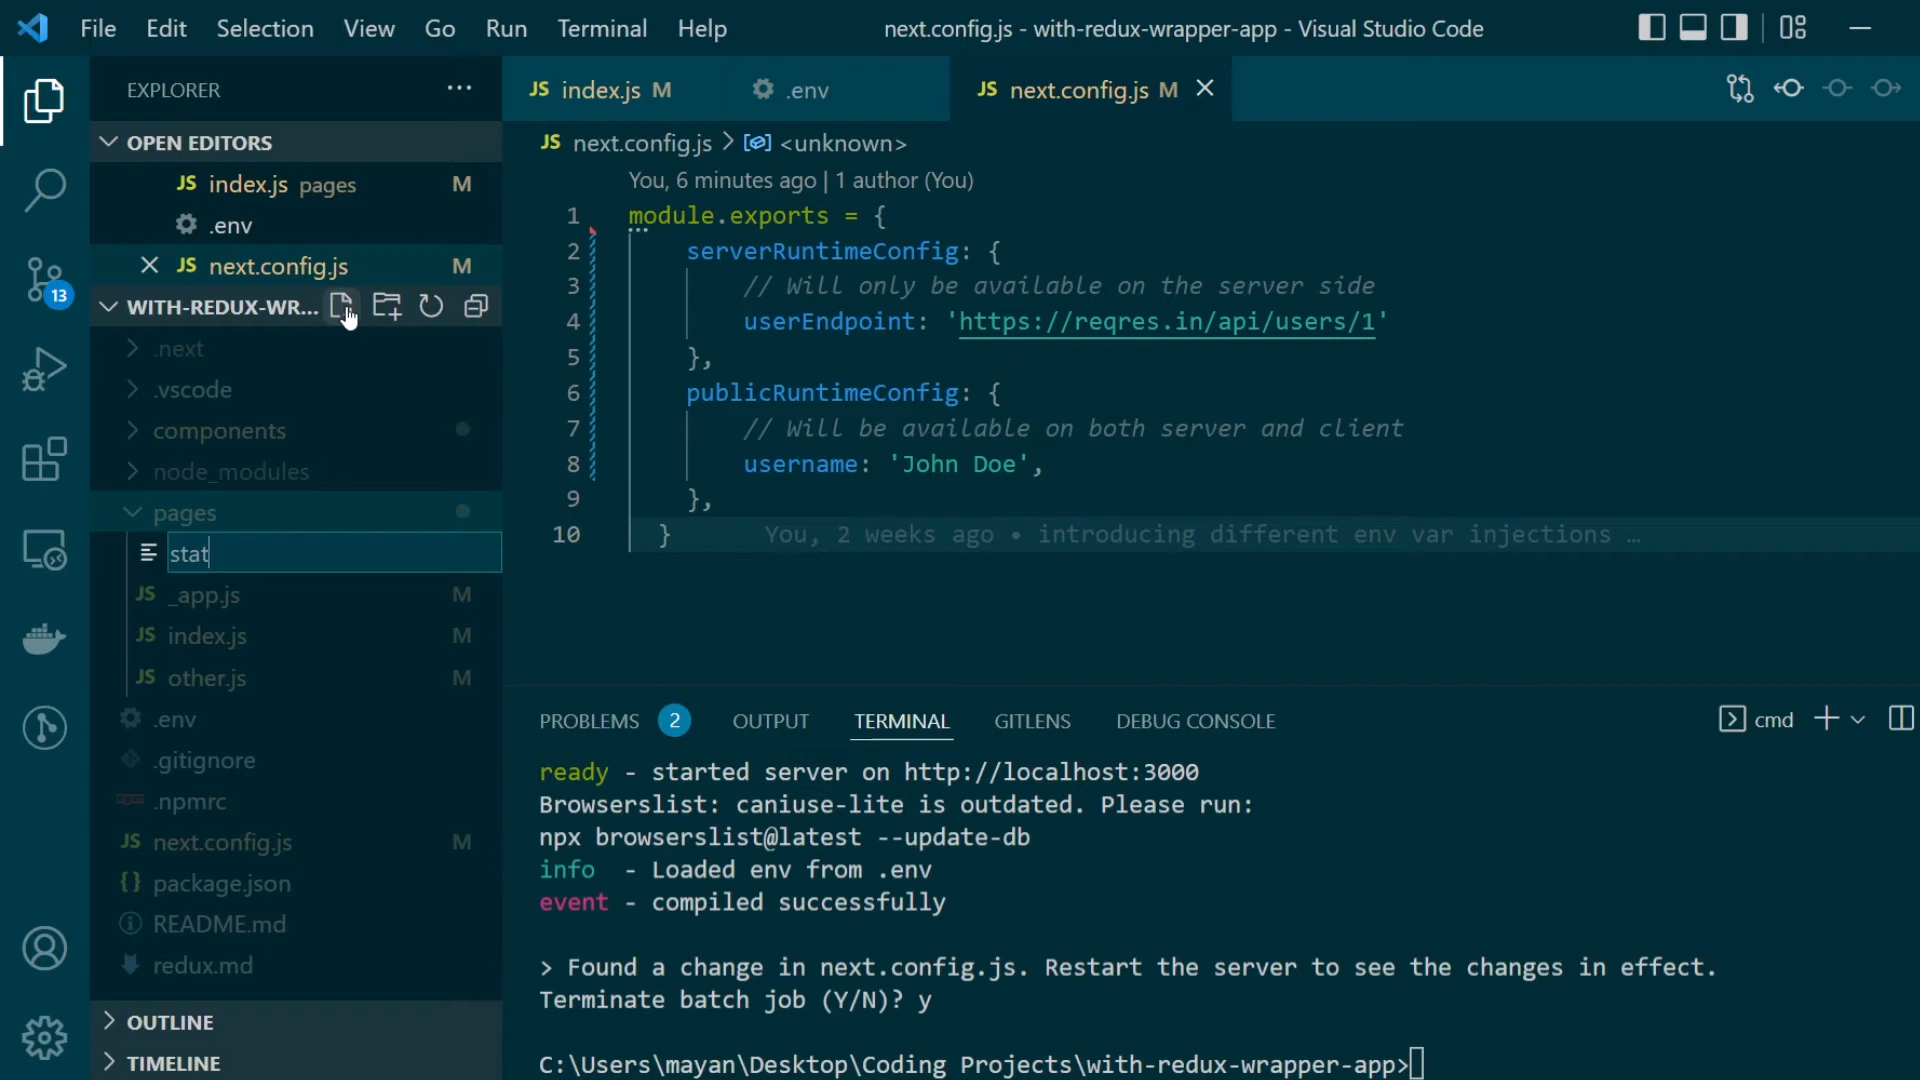 File Edit Selection View Go Run Terminal Help
next.config.js - with-redux-wrapper-app - Visual Studio Code
EXPLORER
OPEN EDITORS
JS index.js pages M
.env
JS next.config.js M
WITH-REDUX-WR...
.next
.vscode
components
node_modules
pages
stat
JS _app.js M
JS index.js M
JS other.js M
.env
.gitignore
.npmrc
JS next.config.js M
{} package.json
README.md
redux.md
OUTLINE
TIMELINE
13
JS index.js M
.env
JS next.config.js M
JS next.config.js > <unknown>
You, 6 minutes ago | 1 author (You)
1 module.exports = {
2 serverRuntimeConfig: {
3 // Will only be available on the server side
4 userEndpoint: 'https://reqres.in/api/users/1'
5 },
6 publicRuntimeConfig: {
7 // Will be available on both server and client
8 username: 'John Doe',
9 },
10 } You, 2 weeks ago • introducing different env var injections …
PROBLEMS 2 OUTPUT TERMINAL GITLENS DEBUG CONSOLE
cmd
ready - started server on http://localhost:3000
Browserslist: caniuse-lite is outdated. Please run:
npx browserslist@latest --update-db
info - Loaded env from .env
event - compiled successfully
> Found a change in next.config.js. Restart the server to see the changes in effect.
Terminate batch job (Y/N)? y
C:\Users\mayan\Desktop\Coding Projects\with-redux-wrapper-app>